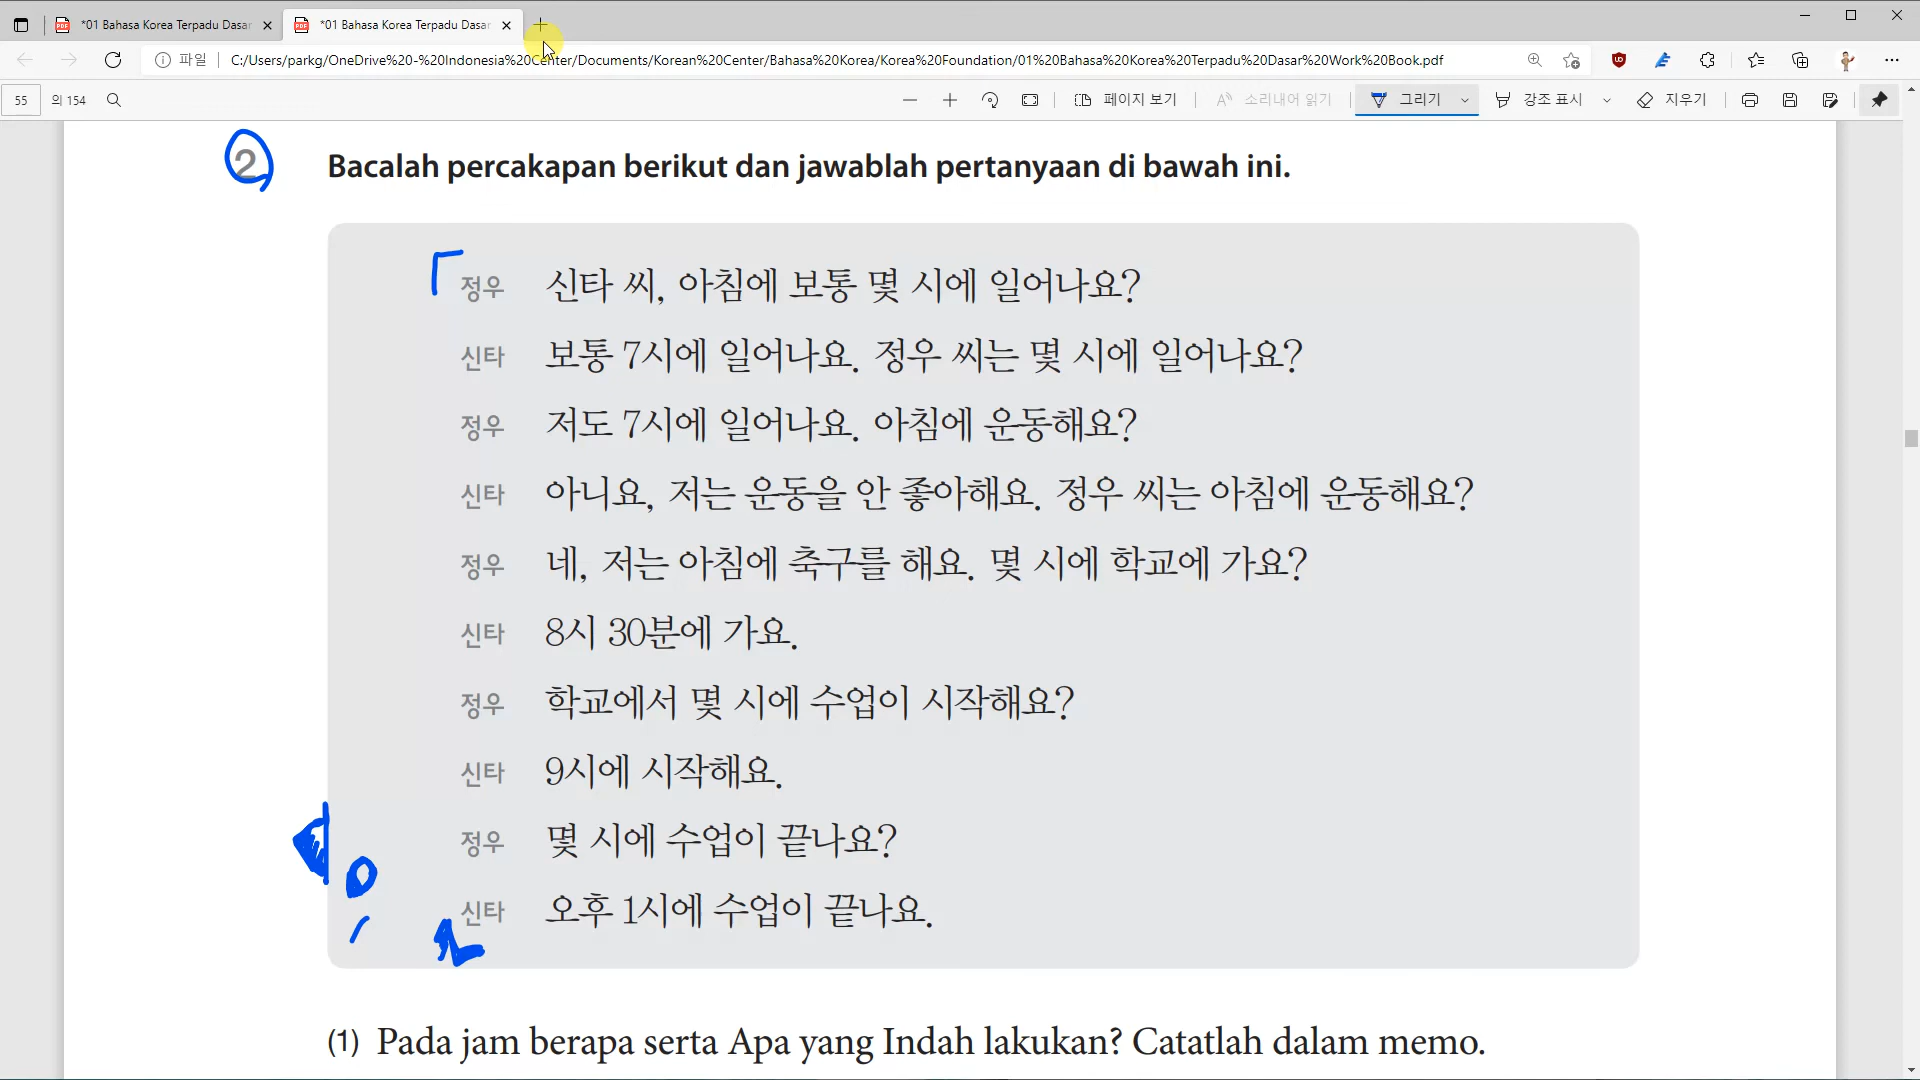 *01 Bahasa Korea Terpadu Dasar
*01 Bahasa Korea Terpadu Dasar
파일
C:/Users/parkg/OneDrive%20-%20Indonesia%20Center/Documents/Korean%20Center/Bahasa%20Korea/Korea%20Foundation/01%20Bahasa%20Korea%20Terpadu%20Dasar%20Work%20Book.pdf
55 의 154 페이지 보기 소리내어 읽기 그리기 강조 표시 지우기
2 Bacalah percakapan berikut dan jawablah pertanyaan di bawah ini.
정우 신타 씨, 아침에 보통 몇 시에 일어나요?
신타 보통 7시에 일어나요. 정우 씨는 몇 시에 일어나요?
정우 저도 7시에 일어나요. 아침에 운동해요?
신타 아니요, 저는 운동을 안 좋아해요. 정우 씨는 아침에 운동해요?
정우 네, 저는 아침에 축구를 해요. 몇 시에 학교에 가요?
신타 8시 30분에 가요.
정우 학교에서 몇 시에 수업이 시작해요?
신타 9시에 시작해요.
정우 몇 시에 수업이 끝나요?
신타 오후 1시에 수업이 끝나요.
(1) Pada jam berapa serta Apa yang Indah lakukan? Catatlah dalam memo.